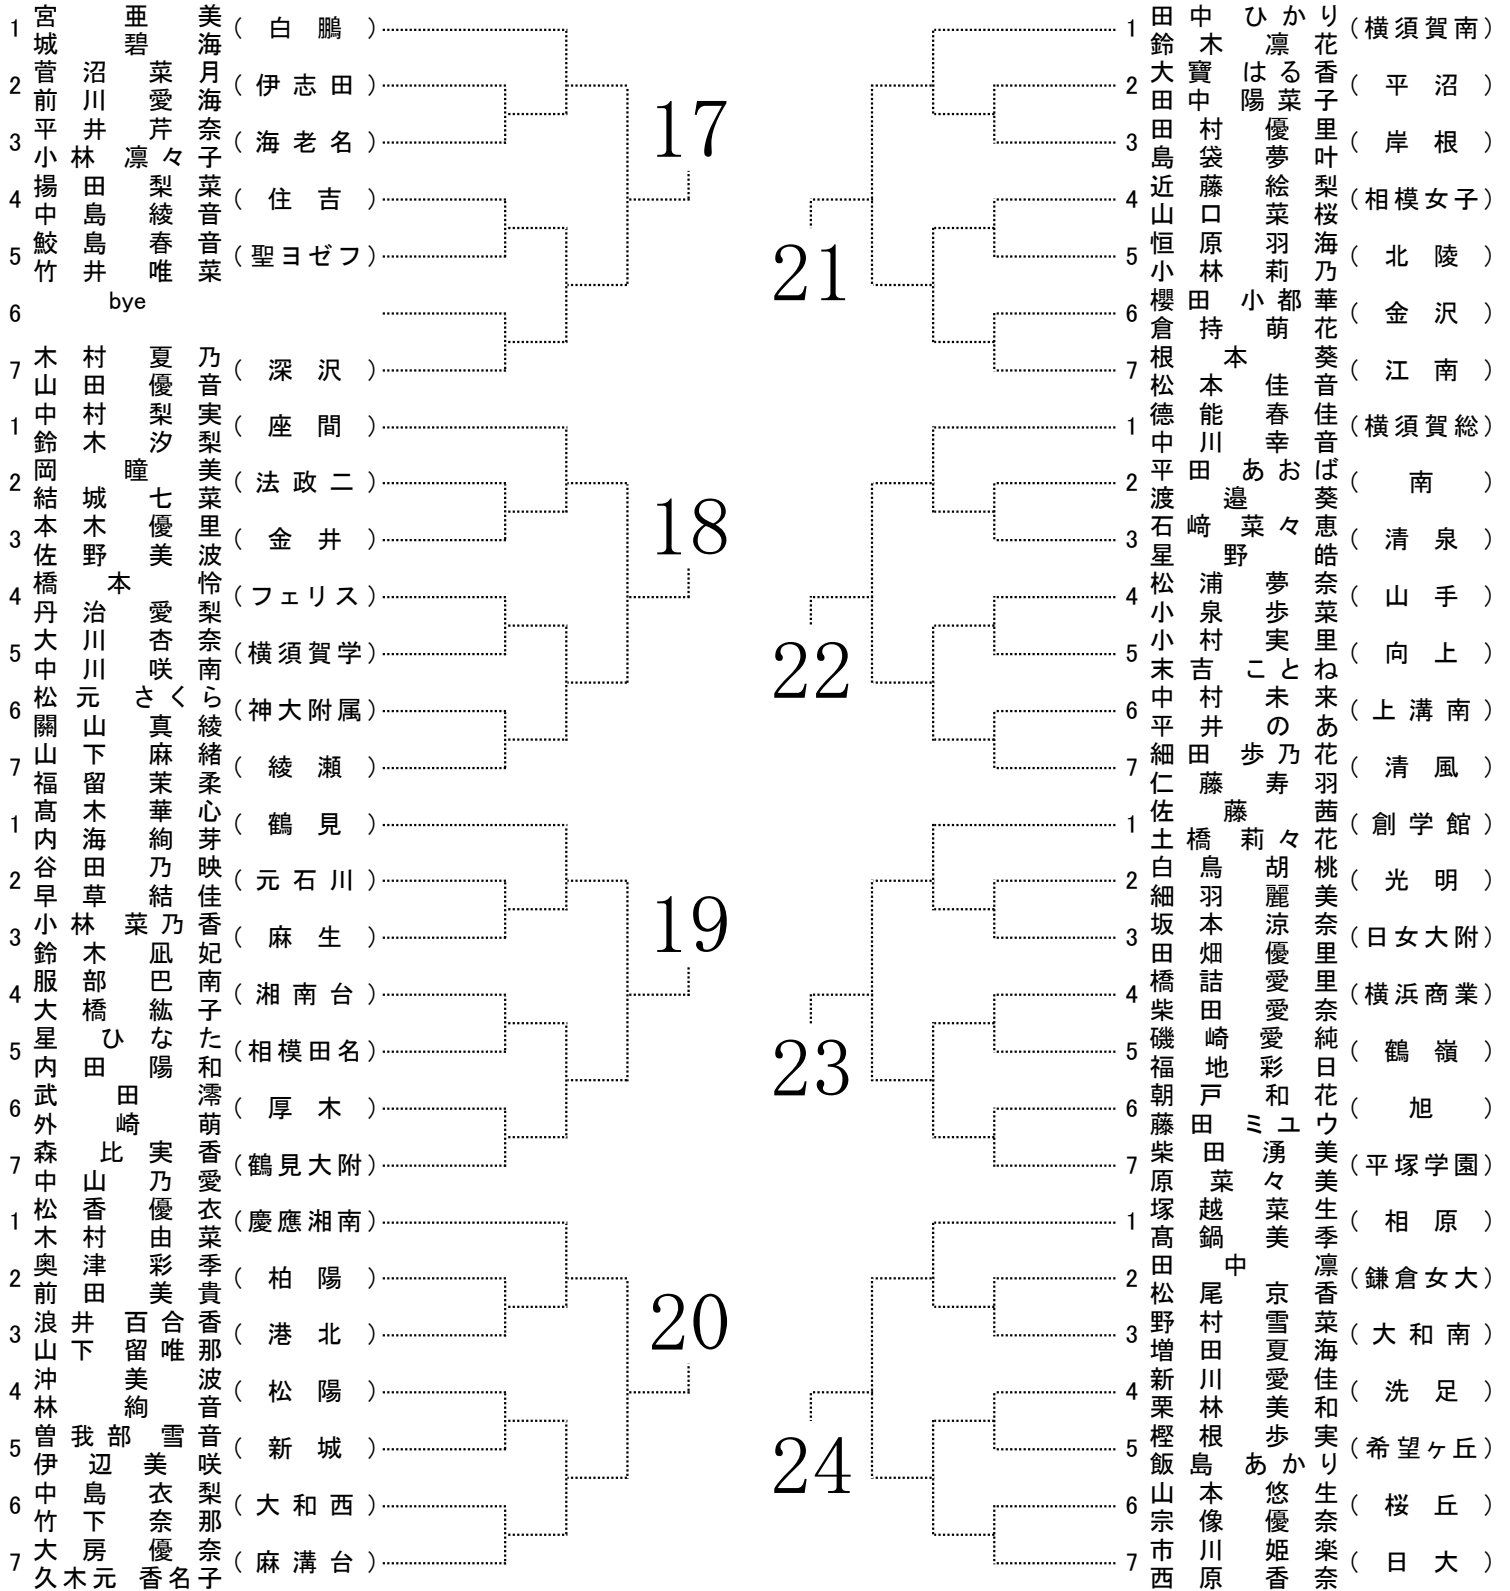 17
1 宮 亜美 (白鵬)
城 碧海
2 菅沼 菜月 (伊志田)
前川 愛海
3 平井 芹奈 (海老名)
小林 凛々子
4 揚田 梨菜 (住吉)
中島 綾音
5 鮫島 春音 (聖ヨゼフ)
竹井 唯菜
6 bye
7 木村 夏乃 (深沢)
山田 優音
18
1 中村 梨実 (座間)
鈴木 汐梨
2 岡 瞳美 (法政二)
結城 七菜
3 本木 優里 (金井)
佐野 美波
4 橋本 怜 (フェリス)
丹治 愛梨
5 大川 杏奈 (横須賀学)
中川 咲南
6 松元 さくら (神大附属)
關山 真綾
7 山下 麻緒 (綾瀬)
福留 茉柔
19
1 髙木 華心 (鶴見)
内海 絢芽
2 谷田 乃映 (元石川)
早草 結佳
3 小林 菜乃香 (麻生)
鈴木 凪妃
4 服部 巴南 (湘南台)
大橋 紘子
5 星 ひなた (相模田名)
内田 陽和
6 武田 澪 (厚木)
外崎 萌
7 森 比実香 (鶴見大附)
中山 乃愛
20
1 松香 優衣 (慶應湘南)
木村 由菜
2 奥津 彩季 (柏陽)
前田 美貴
3 浪井 百合香 (港北)
山下 留唯那
4 沖 美波 (松陽)
林 絢音
5 曽我部 雪音 (新城)
伊辺 美咲
6 中島 衣梨 (大和西)
竹下 奈那
7 大房 優奈 (麻溝台)
久木元 香名子
21
1 田中 ひかり (横須賀南)
鈴木 凛花
2 大寶 はる香 (平沼)
田中 陽菜子
3 田村 優里 (岸根)
島袋 夢叶
4 近藤 絵梨 (相模女子)
山口 菜桜
5 恒原 羽海 (北陵)
小林 莉乃
6 櫻田 小都華 (金沢)
倉持 萌花
7 根本 葵 (江南)
松本 佳音
22
1 德能 春佳 (横須賀総)
中川 幸音
2 平田 あおば (南)
渡邉 葵
3 石﨑 菜々恵 (清泉)
星野 皓
4 松浦 夢奈 (山手)
小泉 歩菜
5 小村 実里 (向上)
末吉 ことね
6 中村 未来 (上溝南)
平井 のあ
7 細田 歩乃花 (清風)
仁藤 寿羽
23
1 佐藤 茜 (創学館)
土橋 莉々花
2 白鳥 胡桃 (光明)
細羽 麗美
3 坂本 涼奈 (日女大附)
田畑 優里
4 橋詰 愛里 (横浜商業)
柴田 愛奈
5 磯崎 愛純 (鶴嶺)
福地 彩日
6 朝戸 和花 (旭)
藤田 ミユウ
7 柴田 湧美 (平塚学園)
原 菜々美
24
1 塚越 菜生 (相原)
髙鍋 美季
2 田中 凛 (鎌倉女大)
松尾 京香
3 野村 雪菜 (大和南)
増田 夏海
4 新川 愛佳 (洗足)
栗林 美和
5 樫根 歩実 (希望ヶ丘)
飯島 あかり
6 山本 悠生 (桜丘)
宗像 優奈
7 市川 姫楽 (日大)
西原 香奈